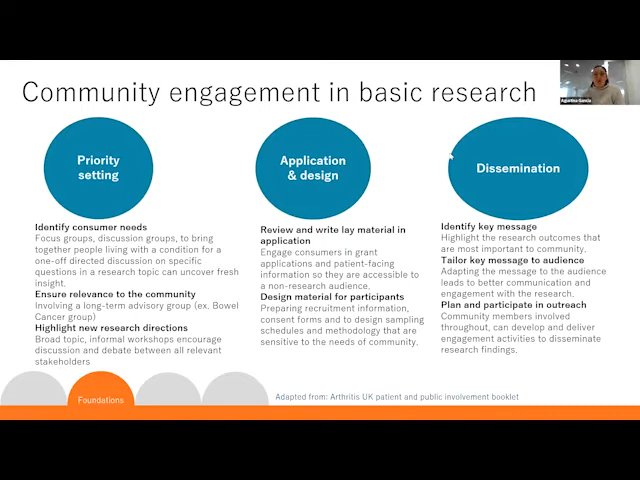 Community engagement in basic research
Agustina Garcia
Priority
setting
Identify consumer needs
Focus groups, discussion groups, to bring
together people living with a condition for a
one-off directed discussion on specific
questions in a research topic can uncover fresh
insight.
Ensure relevance to the community
Involving a long-term advisory group (ex. Bowel
Cancer group)
Highlight new research directions
Broad topic, informal workshops encourage
discussion and debate between all relevant
stakeholders
Application
& design
Review and write lay material in
application
Engage consumers in grant
applications and patient-facing
information so they are accessible to
a non-research audience.
Design material for participants
Preparing recruitment information,
consent forms and to design sampling
schedules and methodology that are
sensitive to the needs of community.
Dissemination
Identify key message
Highlight the research outcomes that
are most important to community.
Tailor key message to audience
Adapting the message to the audience
leads to better communication and
engagement with the research.
Plan and participate in outreach
Community members involved
throughout, can develop and deliver
engagement activities to disseminate
research findings.
Foundations
Adapted from: Arthritis UK patient and public involvement booklet